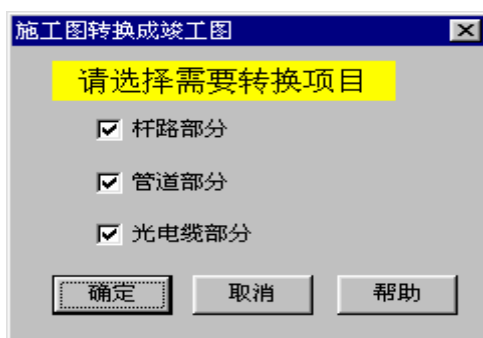 施工图转换成竣工图
请选择需要转换项目
杆路部分
管道部分
光电缆部分
确定 取消 帮助